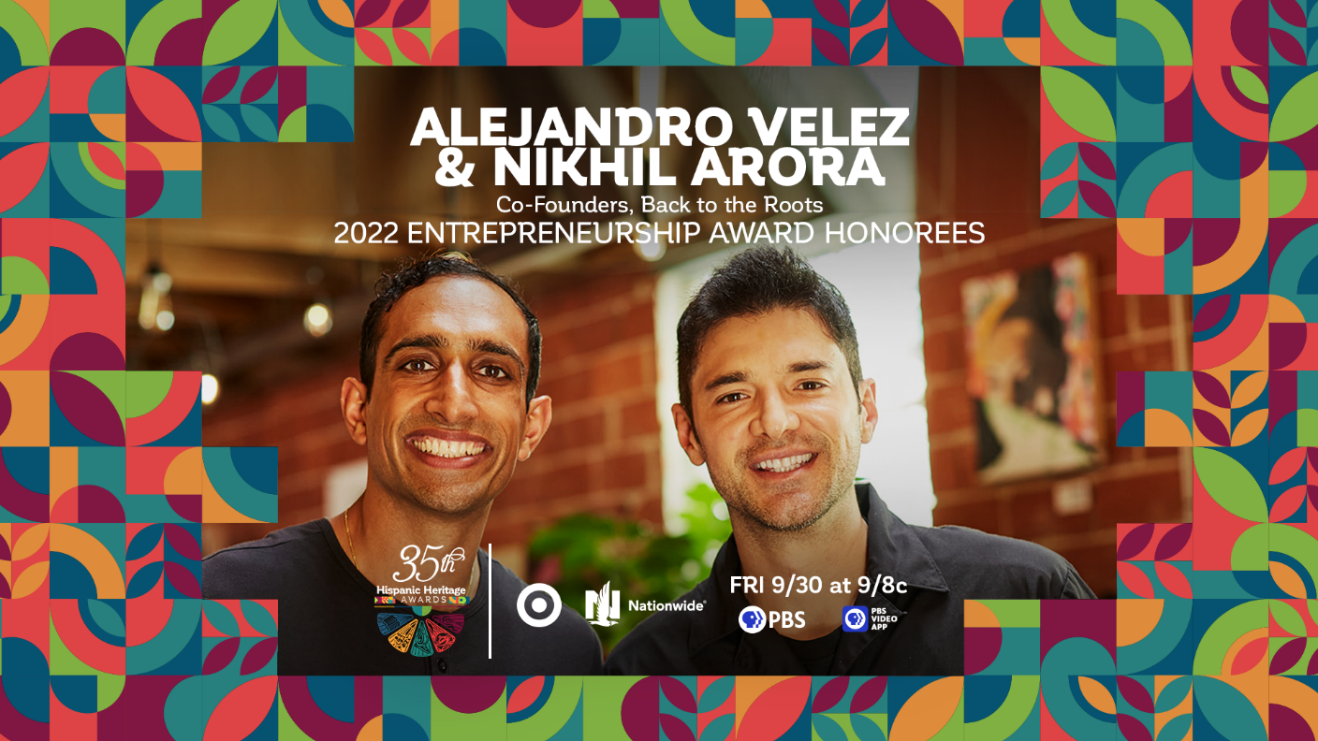 ALEJANDRO VELEZ
& NIKHIL ARORA
Co-Founders, Back to the Roots
2022 ENTREPRENEURSHIP AWARD HONOREES
35th
Hispanic Heritage
AWARDS
Nationwide®
FRI 9/30 at 9/8c
PBS
PBS
VIDEO
APP